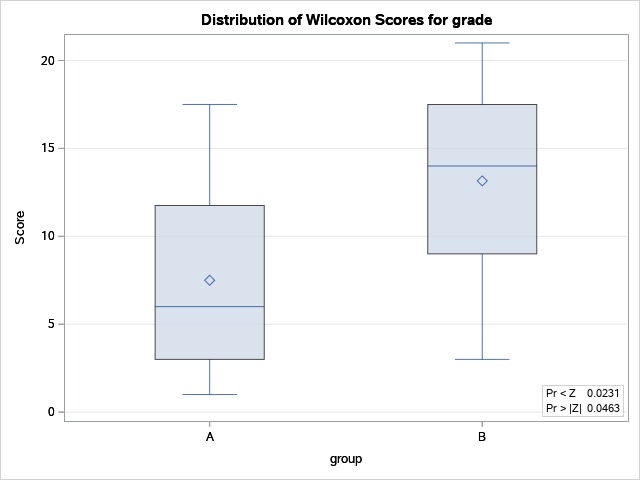 Distribution of Wilcoxon Scores for grade
20
15
10
5
0
Score
A
B
group
Pr < Z 0.0231
Pr > |Z| 0.0463